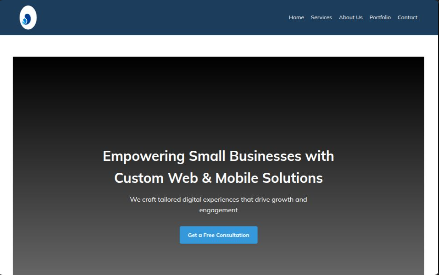 Home Services About Us Portfolio Contact
Empowering Small Businesses with
Custom Web & Mobile Solutions
We craft tailored digital experiences that drive growth and
engagement
Get a Free Consultation